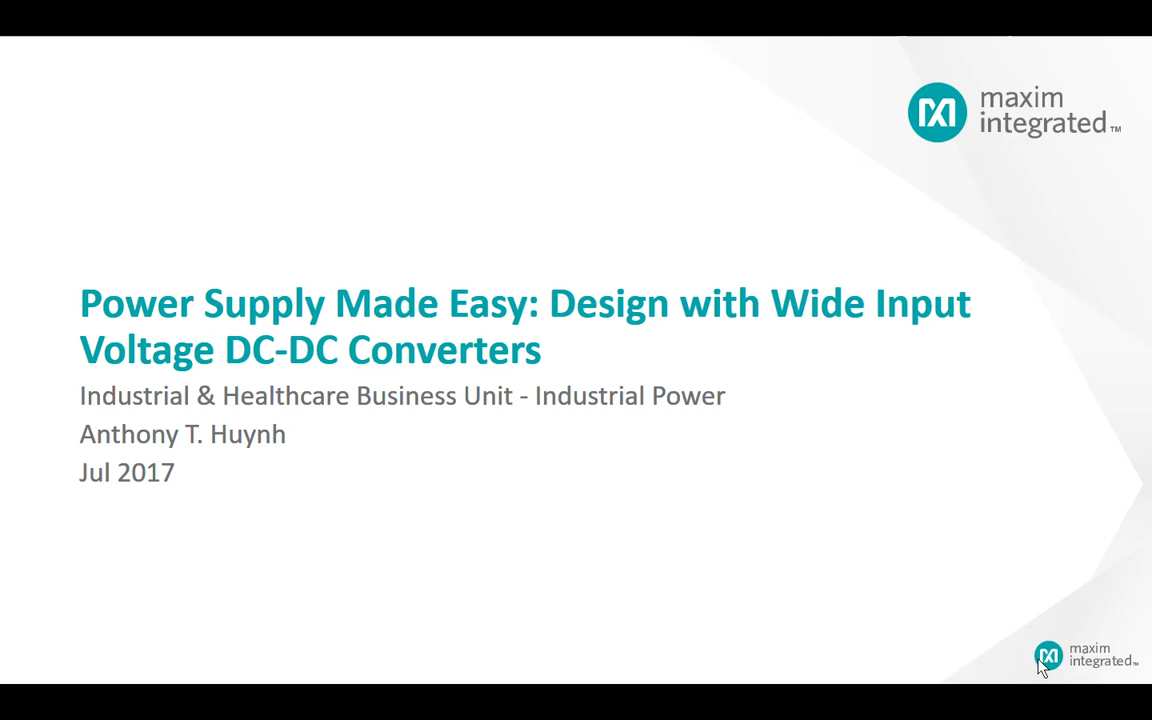 maxim
integrated™
Power Supply Made Easy: Design with Wide Input
Voltage DC-DC Converters
Industrial & Healthcare Business Unit - Industrial Power
Anthony T. Huynh
Jul 2017
maxim
integrated™